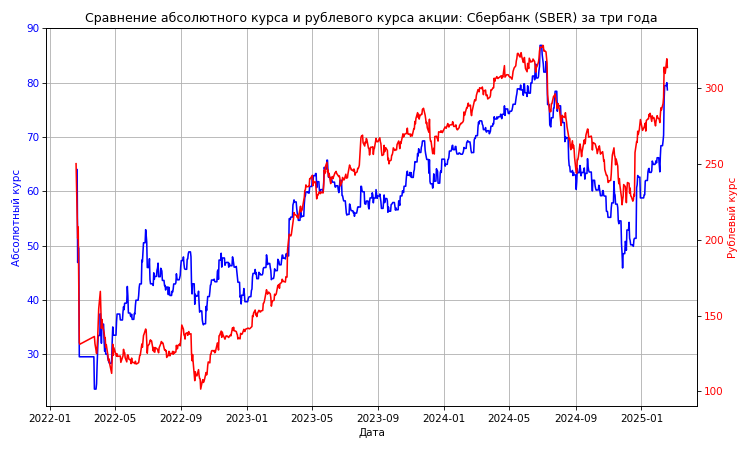 Сравнение абсолютного курса и рублевого курса акции: Сбербанк (SBER) за три года
90
80
70
60
50
40
30
Абсолютный курс
300
250
200
150
100
Рублевый курс
2022-01 2022-05 2022-09 2023-01 2023-05 2023-09 2024-01 2024-05 2024-09 2025-01
Дата